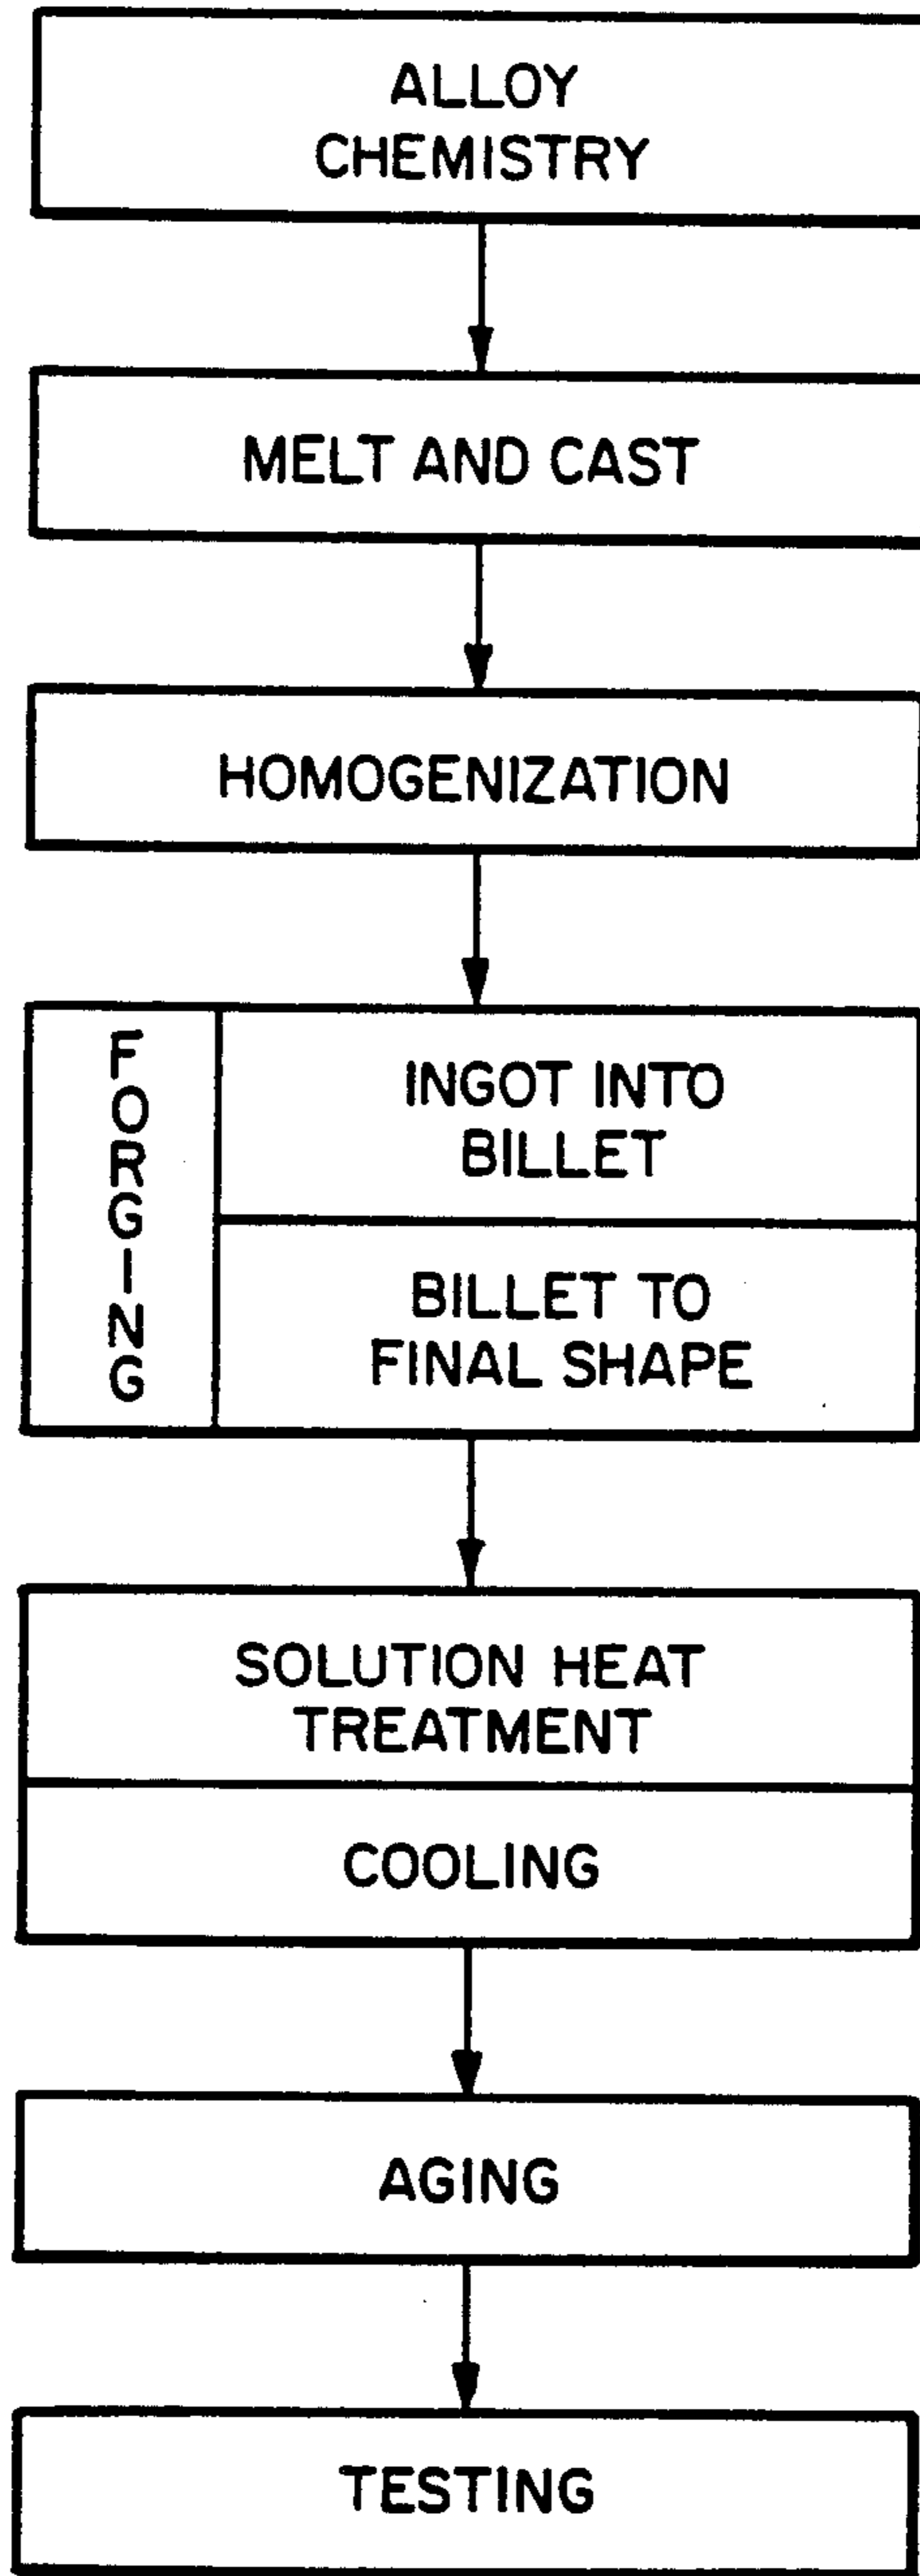 ALLOY
CHEMISTRY
MELT AND CAST
HOMOGENIZATION
FORGING
INGOT INTO
BILLET
BILLET TO
FINAL SHAPE
SOLUTION HEAT
TREATMENT
COOLING
AGING
TESTING